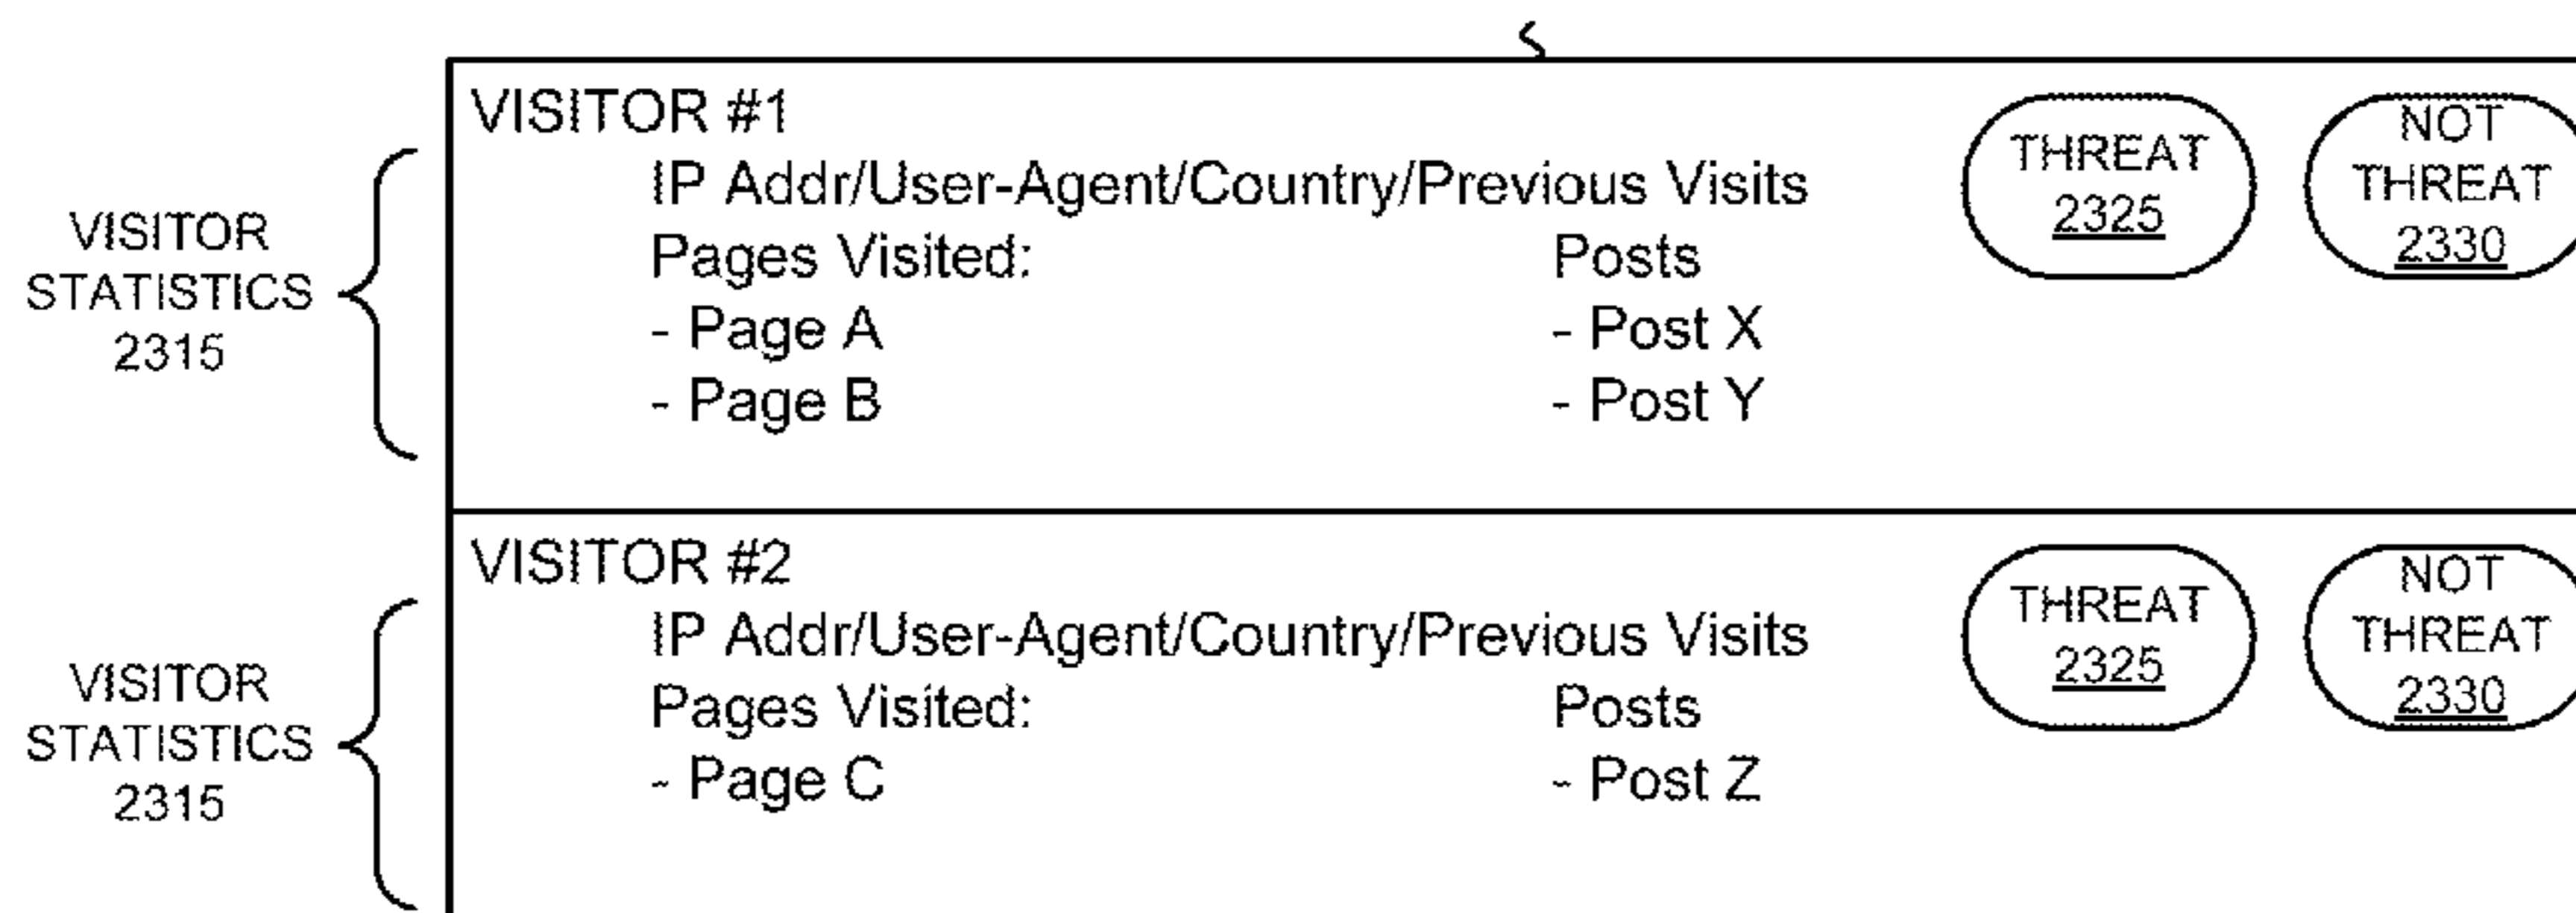 VISITOR #1
IP Addr/User-Agent/Country/Previous Visits
Pages Visited: Posts
- Page A - Post X
- Page B - Post Y
THREAT
2325
NOT
THREAT
2330
VISITOR
STATISTICS
2315
VISITOR #2
IP Addr/User-Agent/Country/Previous Visits
Pages Visited: Posts
- Page C - Post Z
THREAT
2325
NOT
THREAT
2330
VISITOR
STATISTICS
2315